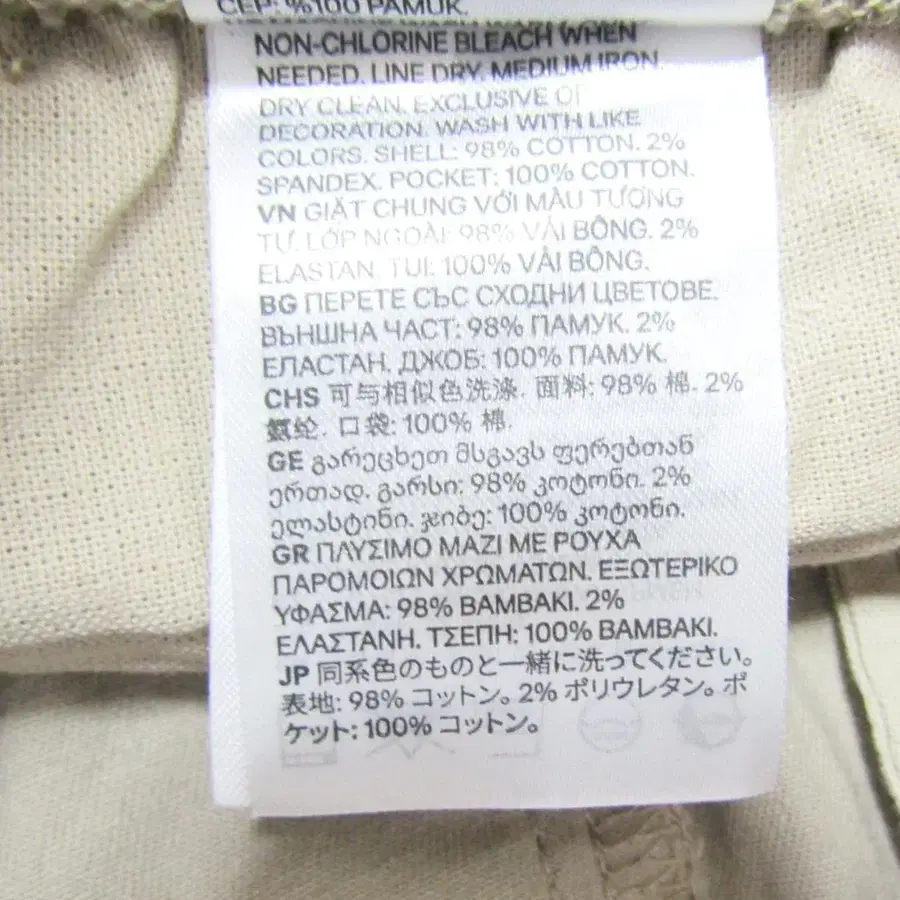 CEP: %100 PAMUK.
MACHINE WASH WARM
NON-CHLORINE BLEACH WHEN
NEEDED. LINE DRY. MEDIUM IRON.
DRY CLEAN. EXCLUSIVE OF
DECORATION. WASH WITH LIKE
COLORS. SHELL: 98% COTTON. 2%
SPANDEX. POCKET: 100% COTTON.
VN GIẶT CHUNG VỚI MÀU TƯƠNG
TỰ. LỚP NGOÀI: 98% VẢI BÔNG. 2%
ELASTAN. TÚI: 100% VẢI BÔNG.
BG ПЕРЕТЕ СЪС СХОДНИ ЦВЕТОВЕ.
ВЪНШНА ЧАСТ: 98% ПАМУК. 2%
ЕЛАСТАН. ДЖОБ: 100% ПАМУК.
CHS 可与相似色洗涤. 面料: 98% 棉. 2%
氨纶. 口袋: 100% 棉.
GE გარეცხეთ მსგავს ფერებთან
ერთად. გარსი: 98% კოტონი. 2%
ელასტინი. ჯიბე: 100% კოტონი.
GR ΠΛΥΣΙΜΟ ΜΑΖΙ ΜΕ ΡΟΥΧΑ
ΠΑΡΟΜΟΙΩΝ ΧΡΩΜΑΤΩΝ. ΕΞΩΤΕΡΙΚΟ
ΥΦΑΣΜΑ: 98% ΒΑΜΒΑΚΙ. 2%
ΕΛΑΣΤΑΝΗ. ΤΣΕΠΗ: 100% ΒΑΜΒΑΚΙ.
JP 同系色のものと一緒に洗ってください。
表地: 98% コットン。2% ポリウレタン。ポ
ケット: 100% コットン。